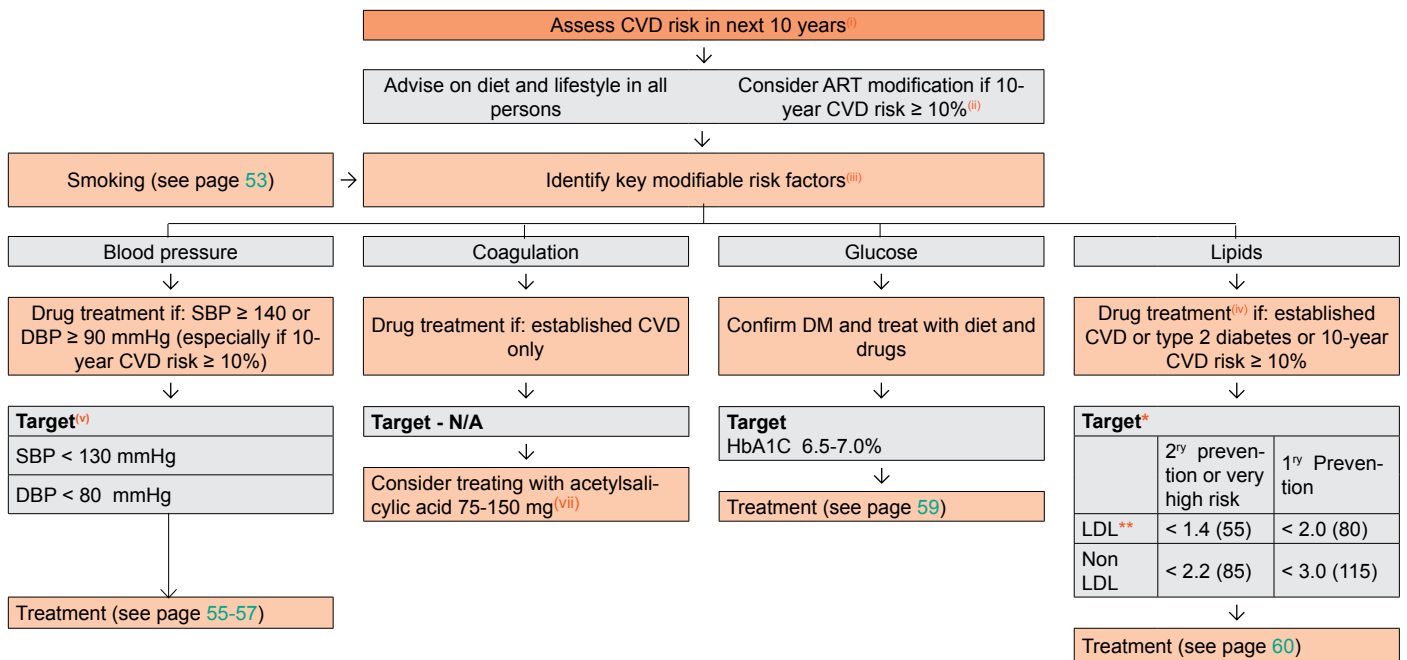 Assess CVD risk in next 10 years(i)
Advise on diet and lifestyle in all
persons
Consider ART modification if 10-
year CVD risk ≥ 10%(ii)
Smoking (see page 53)
Identify key modifiable risk factors(iii)
Blood pressure
Drug treatment if: SBP ≥ 140 or
DBP ≥ 90 mmHg (especially if 10-
year CVD risk ≥ 10%)
Target(v)
SBP < 130 mmHg
DBP < 80 mmHg
Treatment (see page 55-57)
Coagulation
Drug treatment if: established CVD
only
Target - N/A
Consider treating with acetylsali-
cylic acid 75-150 mg(vii)
Glucose
Confirm DM and treat with diet and
drugs
Target
HbA1C 6.5-7.0%
Treatment (see page 59)
Lipids
Drug treatment(iv) if: established
CVD or type 2 diabetes or 10-year
CVD risk ≥ 10%
Target*
2ry preven-
tion or very
high risk
1ry Preven-
tion
LDL** < 1.4 (55) < 2.0 (80)
Non
LDL < 2.2 (85) < 3.0 (115)
Treatment (see page 60)